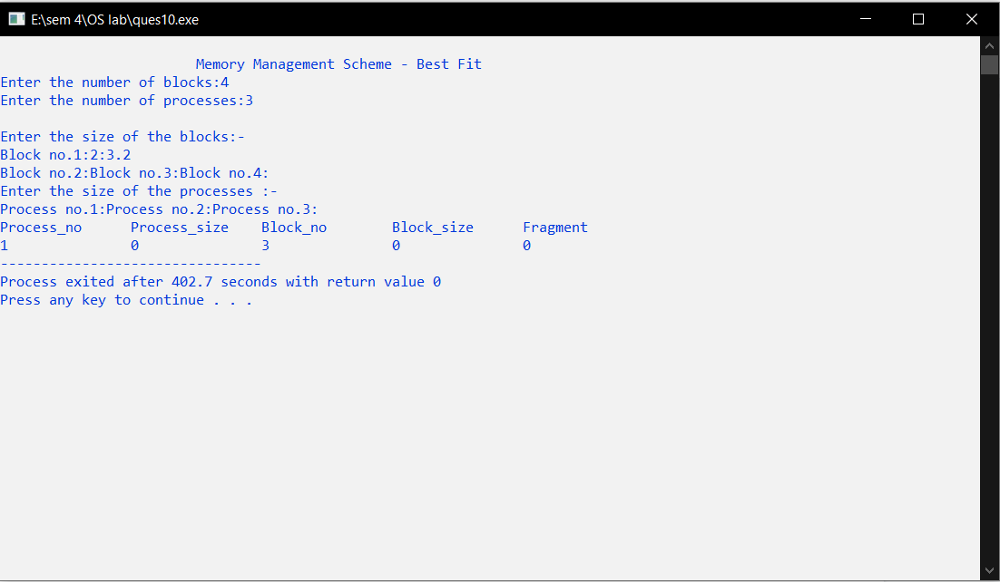 E:\sem 4\OS lab\ques10.exe
Memory Management Scheme - Best Fit
Enter the number of blocks:4
Enter the number of processes:3
Enter the size of the blocks:-
Block no.1:2:3.2
Block no.2:Block no.3:Block no.4:
Enter the size of the processes :-
Process no.1:Process no.2:Process no.3:
Process_no Process_size Block_no Block_size Fragment
1 0 3 0 0
--------------------------------
Process exited after 402.7 seconds with return value 0
Press any key to continue . . .